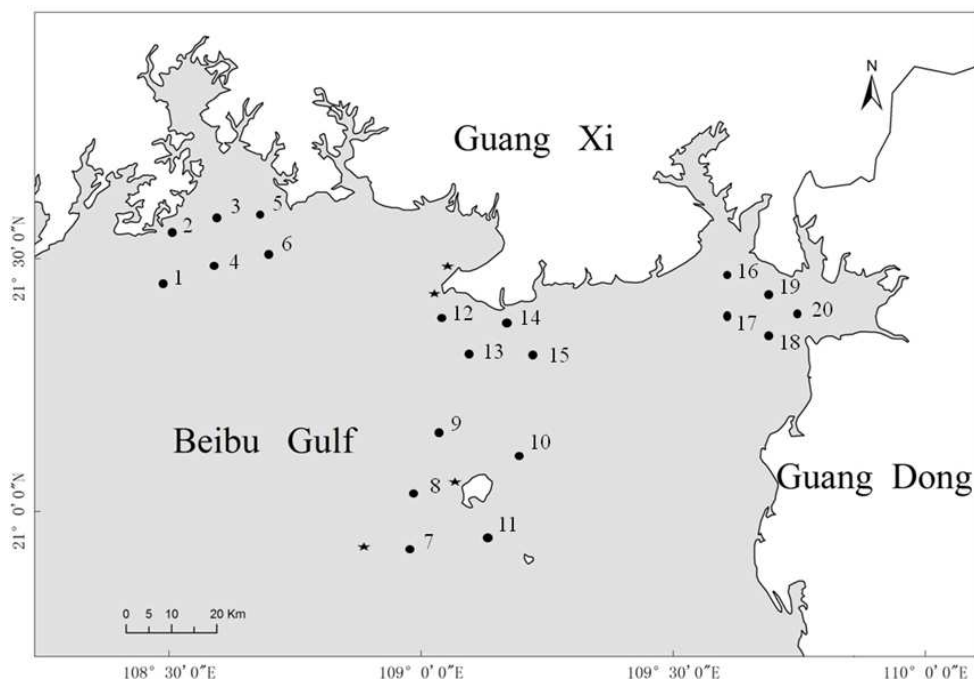 N
Guang Xi
5
3
2
6
4
21° 30′ 0″N
16
1
19
20
12
14
17
18
13
15
9
Beibu Gulf
10
Guang Dong
8
21° 0′ 0″N
11
7
0 5 10 20 Km
108° 30′ 0″E
109° 0′ 0″E
109° 30′ 0″E
110° 0′ 0″E